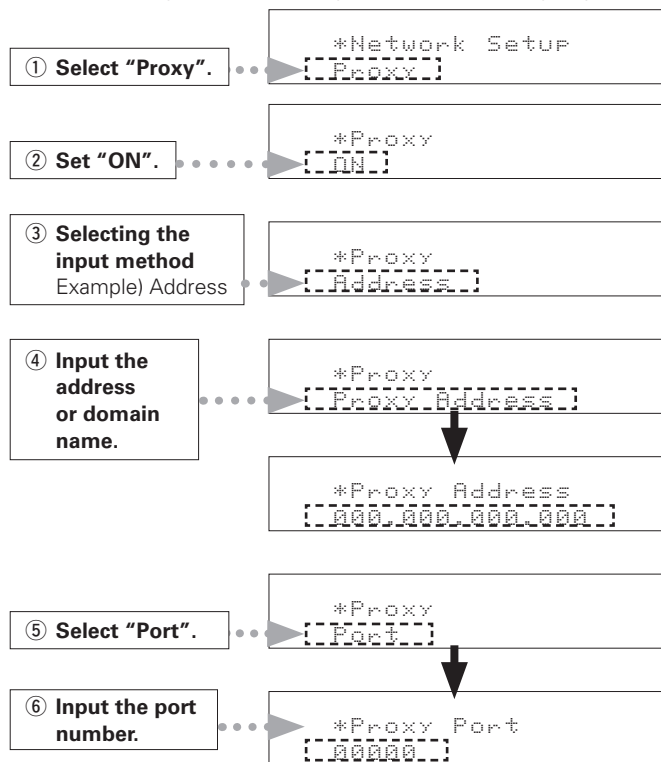 ① Select “Proxy”.
*Network Setup
Proxy
② Set “ON”.
*Proxy
ON
③ Selecting the
input method
Example) Address
*Proxy
Address
④ Input the
address
or domain
name.
*Proxy
Proxy Address
*Proxy Address
000.000.000.000
⑤ Select “Port”.
*Proxy
Port
⑥ Input the port
number.
*Proxy Port
00000